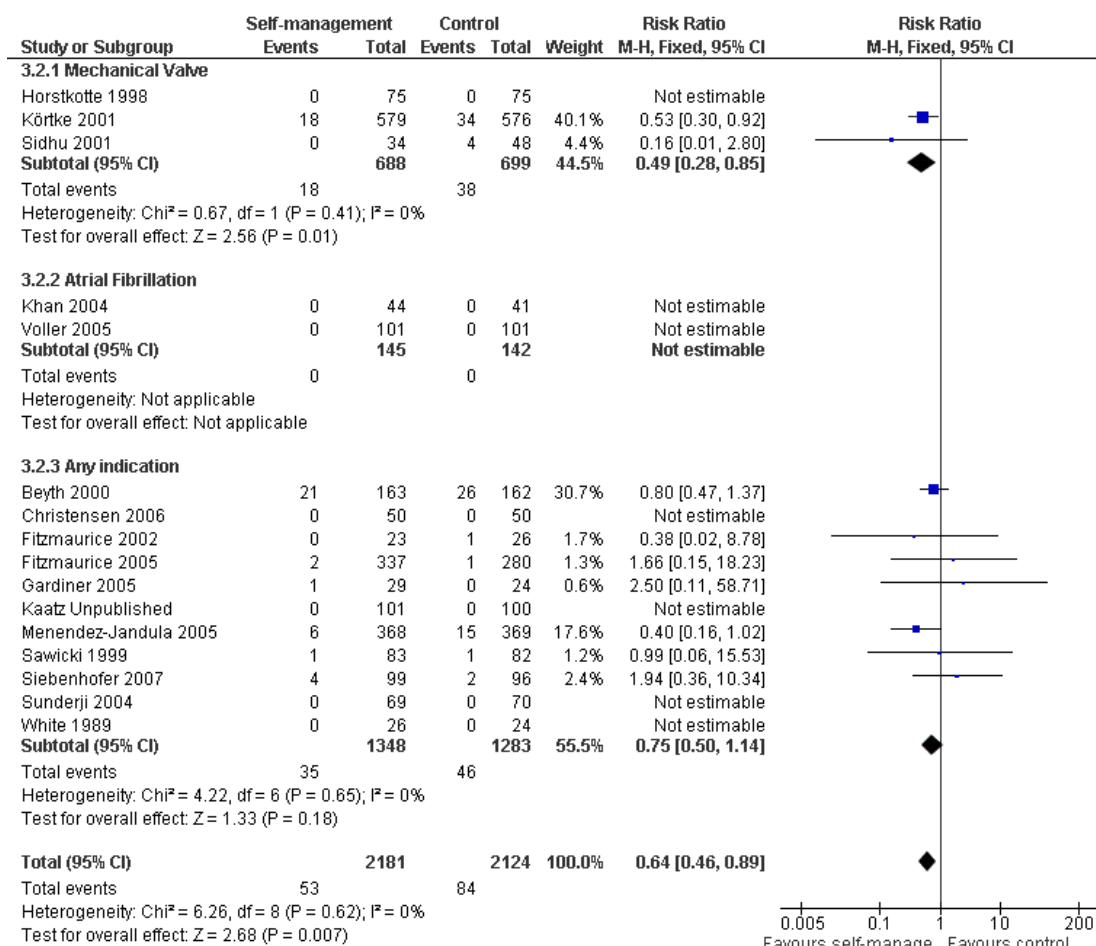 Self-management Control Risk Ratio Risk Ratio
Study or Subgroup Events Total Events Total Weight M-H, Fixed, 95% CI M-H, Fixed, 95% CI
3.2.1 Mechanical Valve
Horstkotte 1998 0 75 0 75 Not estimable
Körtke 2001 18 579 34 576 40.1% 0.53 [0.30, 0.92]
Sidhu 2001 0 34 4 48 4.4% 0.16 [0.01, 2.80]
Subtotal (95% CI) 688 699 44.5% 0.49 [0.28, 0.85]
Total events 18 38
Heterogeneity: Chi² = 0.67, df = 1 (P = 0.41); I² = 0%
Test for overall effect: Z = 2.56 (P = 0.01)
3.2.2 Atrial Fibrillation
Khan 2004 0 44 0 41 Not estimable
Voller 2005 0 101 0 101 Not estimable
Subtotal (95% CI) 145 142 Not estimable
Total events 0 0
Heterogeneity: Not applicable
Test for overall effect: Not applicable
3.2.3 Any indication
Beyth 2000 21 163 26 162 30.7% 0.80 [0.47, 1.37]
Christensen 2006 0 50 0 50 Not estimable
Fitzmaurice 2002 0 23 1 26 1.7% 0.38 [0.02, 8.78]
Fitzmaurice 2005 2 337 1 280 1.3% 1.66 [0.15, 18.23]
Gardiner 2005 1 29 0 24 0.6% 2.50 [0.11, 58.71]
Kaatz Unpublished 0 101 0 100 Not estimable
Menendez-Jandula 2005 6 368 15 369 17.6% 0.40 [0.16, 1.02]
Sawicki 1999 1 83 1 82 1.2% 0.99 [0.06, 15.53]
Siebenhofer 2007 4 99 2 96 2.4% 1.94 [0.36, 10.34]
Sunderji 2004 0 69 0 70 Not estimable
White 1989 0 26 0 24 Not estimable
Subtotal (95% CI) 1348 1283 55.5% 0.75 [0.50, 1.14]
Total events 35 46
Heterogeneity: Chi² = 4.22, df = 6 (P = 0.65); I² = 0%
Test for overall effect: Z = 1.33 (P = 0.18)
Total (95% CI) 2181 2124 100.0% 0.64 [0.46, 0.89]
Total events 53 84
Heterogeneity: Chi² = 6.26, df = 8 (P = 0.62); I² = 0%
Test for overall effect: Z = 2.68 (P = 0.007)
0.005 0.1 1 10 200
Favours self-manage Favours control